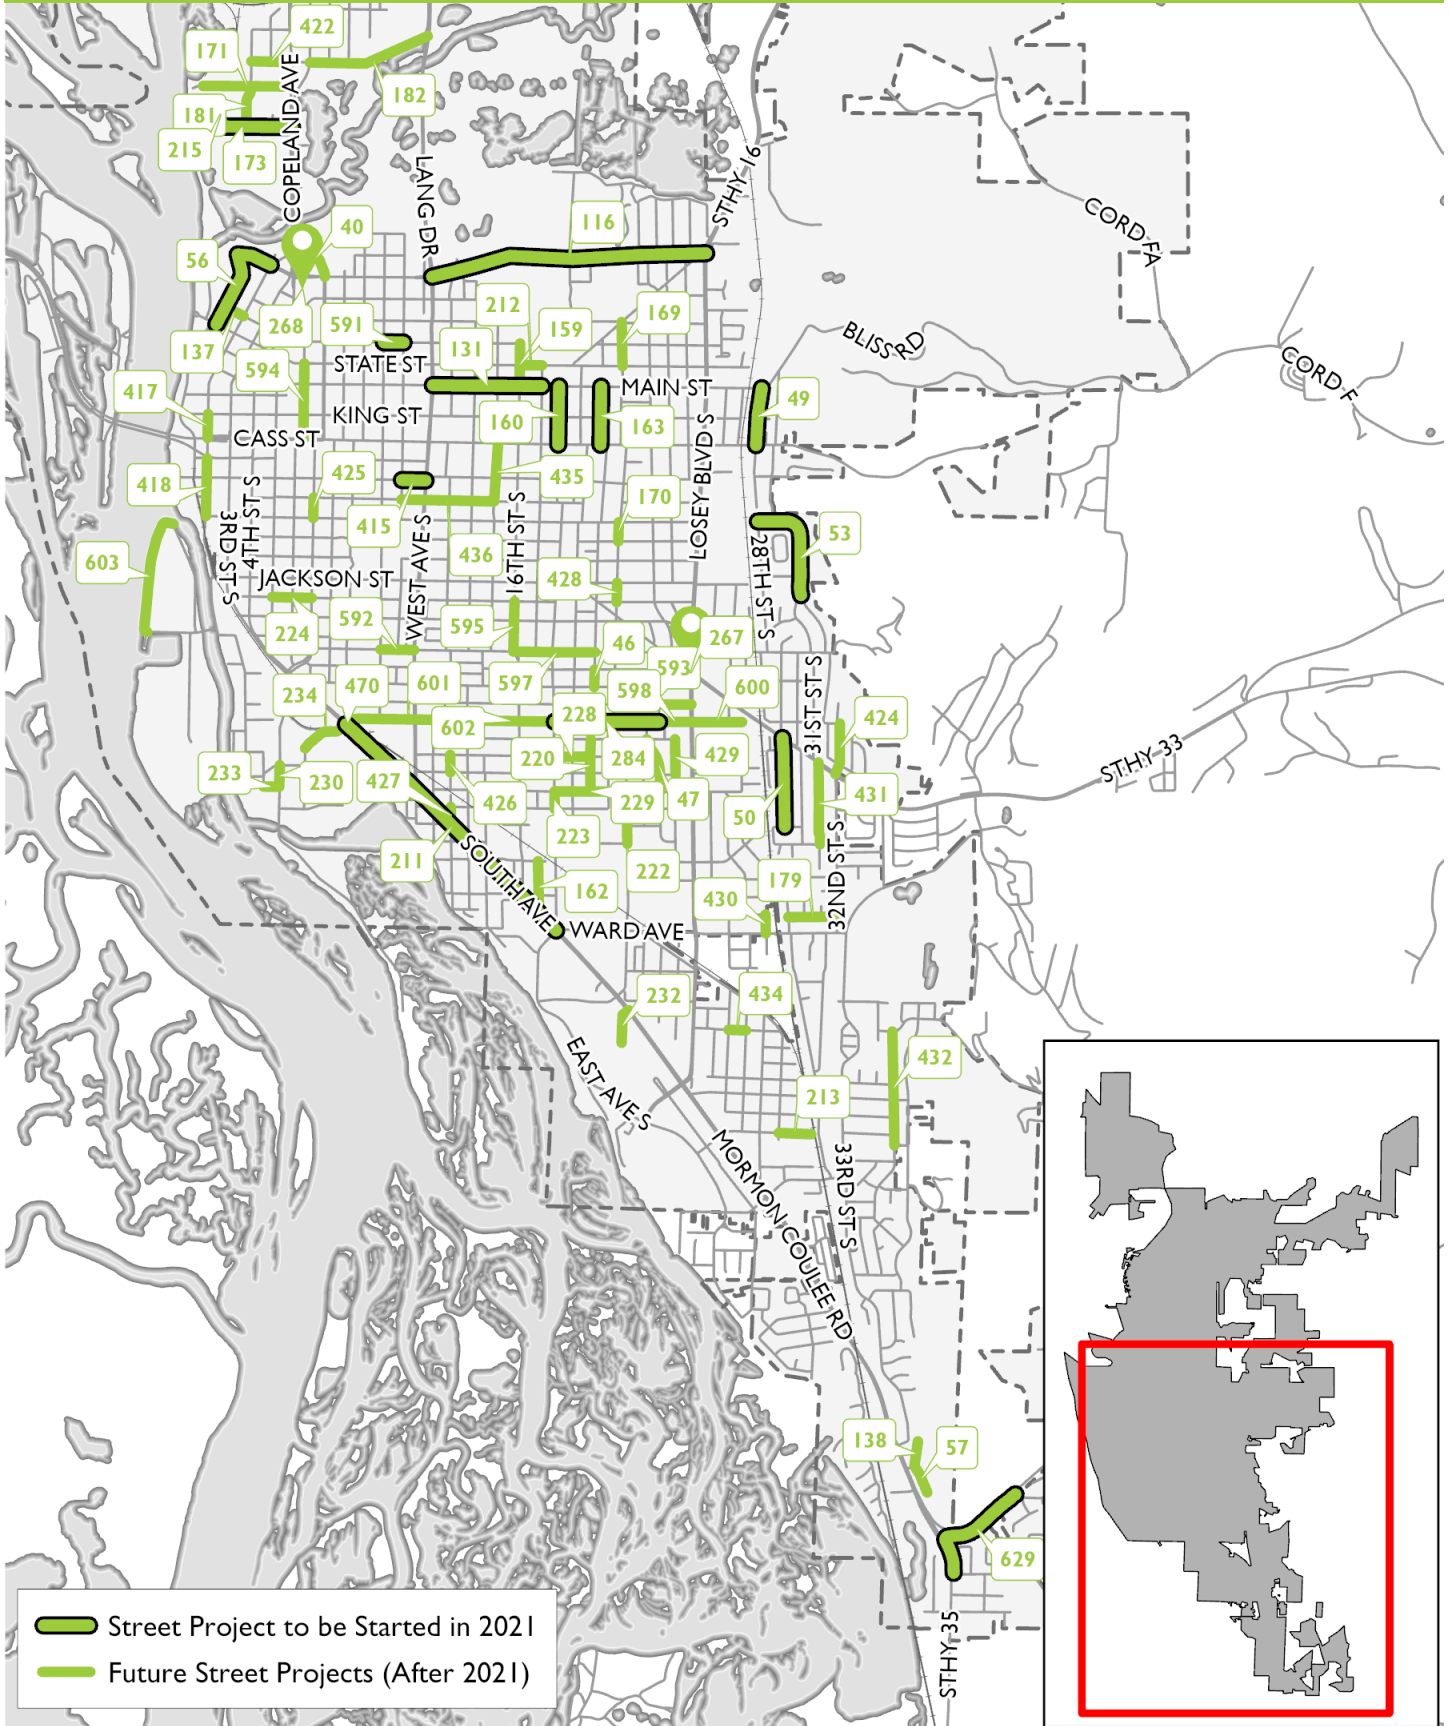 422
171
COPELAND AVE
182
181
215
173
LANG DR
STHY 16
CORD FA
40
116
56
212
169
268
591
159
137
131
BLISS RD
STATE ST
594
CORD F
417
MAIN ST
49
KING ST
160
163
CASS ST
LOSEY BLVD S
425
435
418
170
415
53
3RD ST S
4TH ST S
16TH ST S
28TH ST S
436
603
WEST AVE S
428
JACKSON ST
592
595
224
46
267
593
31ST ST S
234
470
601
597
598
600
228
424
602
STHY 33
220
284
429
233
230
427
426
229
47
431
50
223
211
SOUTH AVE
222
32ND ST S
162
430
179
WARD AVE
232
434
EAST AVE S
432
213
MORMON COULEE RD
33RD ST S
138
57
629
STHY 35
Street Project to be Started in 2021
Future Street Projects (After 2021)